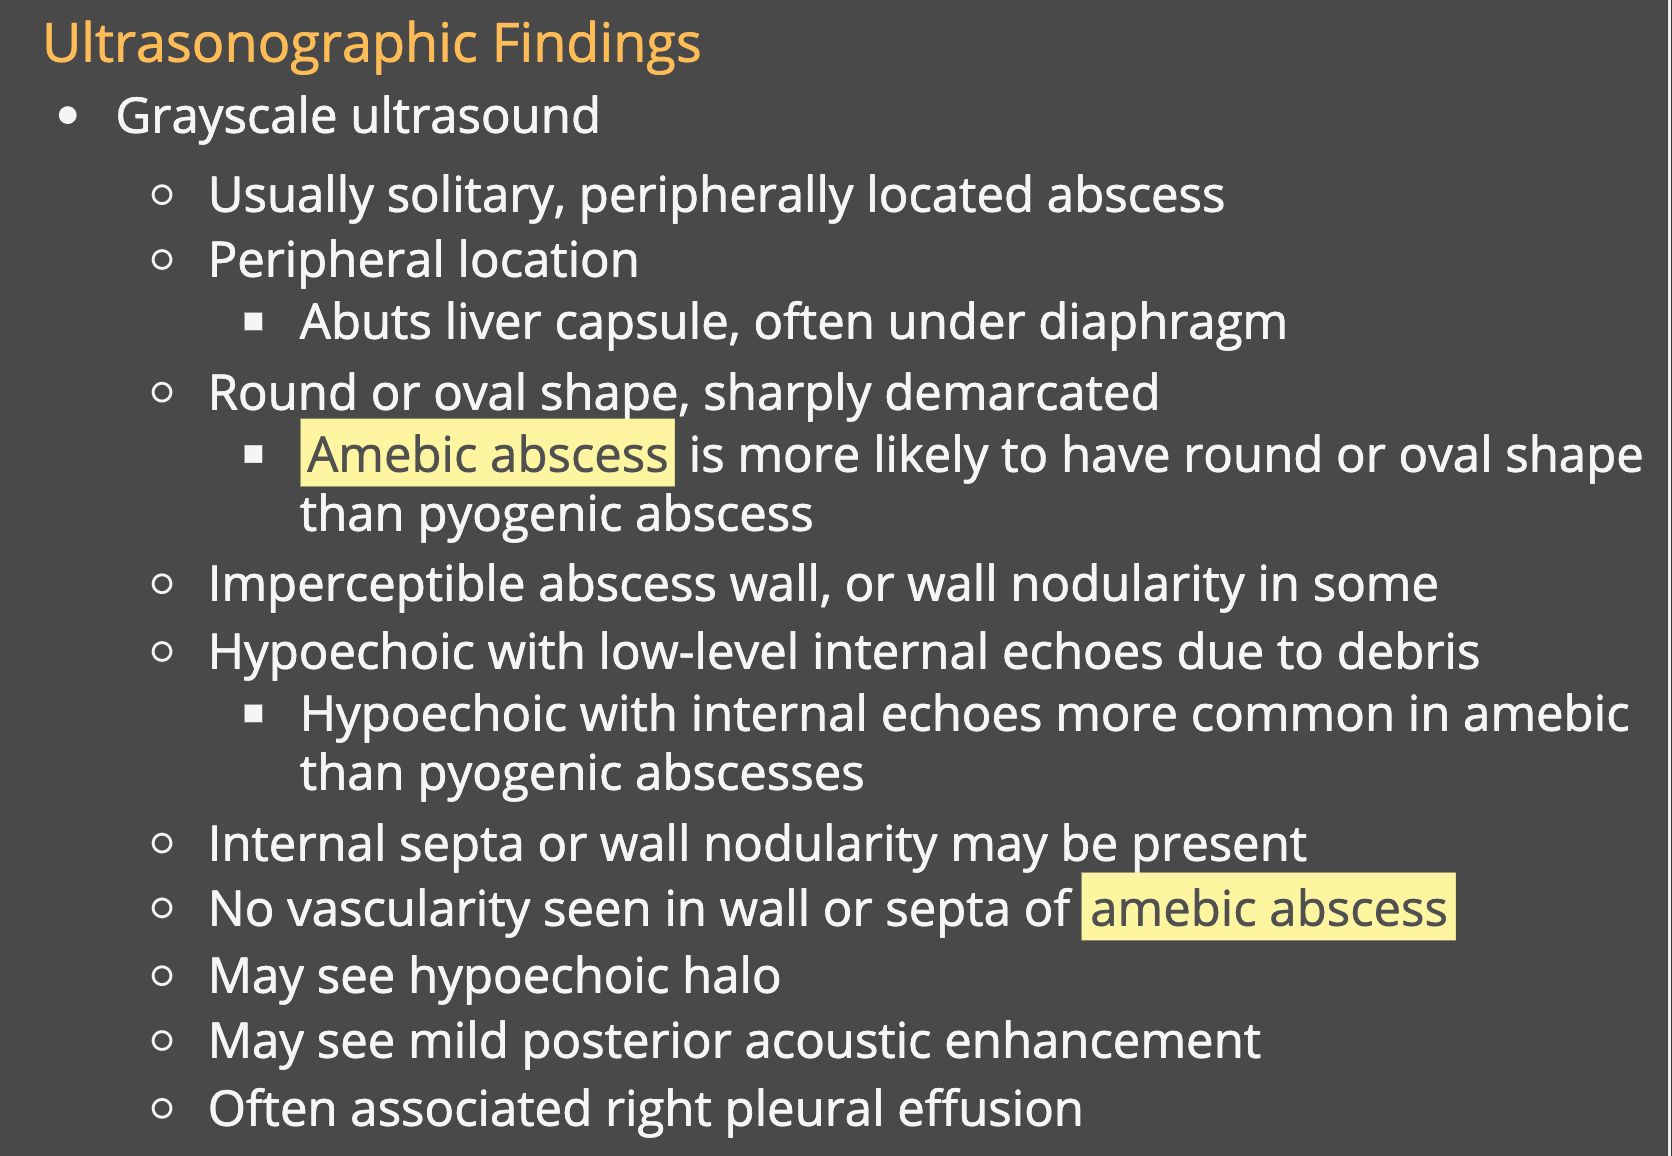 Ultrasonographic Findings
• Grayscale ultrasound
○ Usually solitary, peripherally located abscess
○ Peripheral location
▪ Abuts liver capsule, often under diaphragm
○ Round or oval shape, sharply demarcated
▪ Amebic abscess is more likely to have round or oval shape
than pyogenic abscess
○ Imperceptible abscess wall, or wall nodularity in some
○ Hypoechoic with low-level internal echoes due to debris
▪ Hypoechoic with internal echoes more common in amebic
than pyogenic abscesses
○ Internal septa or wall nodularity may be present
○ No vascularity seen in wall or septa of amebic abscess
○ May see hypoechoic halo
○ May see mild posterior acoustic enhancement
○ Often associated right pleural effusion